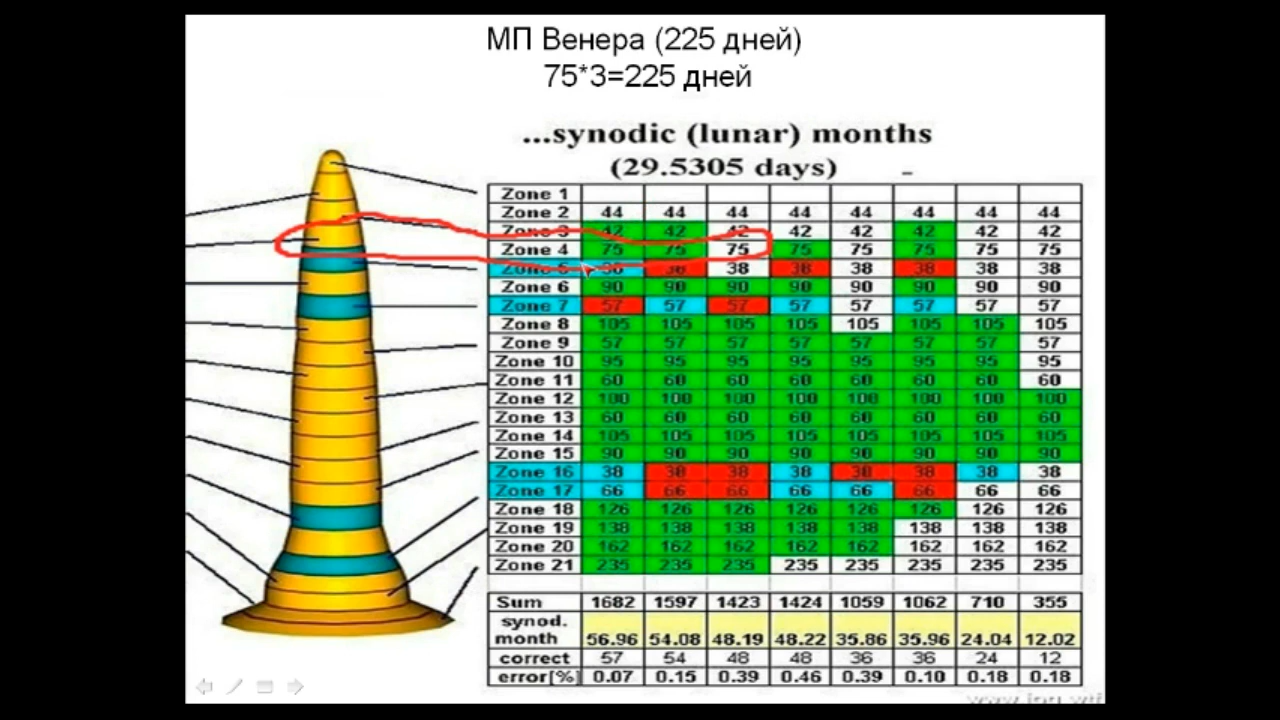 МП Венера (225 дней)
75*3=225 дней
...synodic (lunar) months
(29.5305 days)
Zone 1
Zone 2 44 44 44 44 44 44 44 44
Zone 3 42 42 42 42 42 42 42 42
Zone 4 75 75 75 75 75 75 75 75
Zone 5 38 38 38 38 38 38 38
Zone 6 90 90 90 90 90 90 90 90
Zone 7 57 57 57 57 57 57 57 57
Zone 8 105 105 105 105 105 105 105 105
Zone 9 57 57 57 57 57 57 57 57
Zone 10 95 95 95 95 95 95 95 95
Zone 11 60 60 60 60 60 60 60 60
Zone 12 100 100 100 100 100 100 100 100
Zone 13 60 60 60 60 60 60 60 60
Zone 14 105 105 105 105 105 105 105 105
Zone 15 90 90 90 90 90 90 90 90
Zone 16 38 38 38 38 38 38 38 38
Zone 17 66 66 66 66 66 66 66 66
Zone 18 126 126 126 126 126 126 126 126
Zone 19 138 138 138 138 138 138 138 138
Zone 20 162 162 162 162 162 162 162 162
Zone 21 235 235 235 235 235 235 235 235
Sum 1682 1597 1423 1424 1059 1062 710 355
synod.
month 56.96 54.08 48.19 48.22 35.86 35.96 24.04 12.02
correct 57 54 48 48 36 36 24 12
error[%] 0.07 0.15 0.39 0.46 0.39 0.10 0.18 0.18